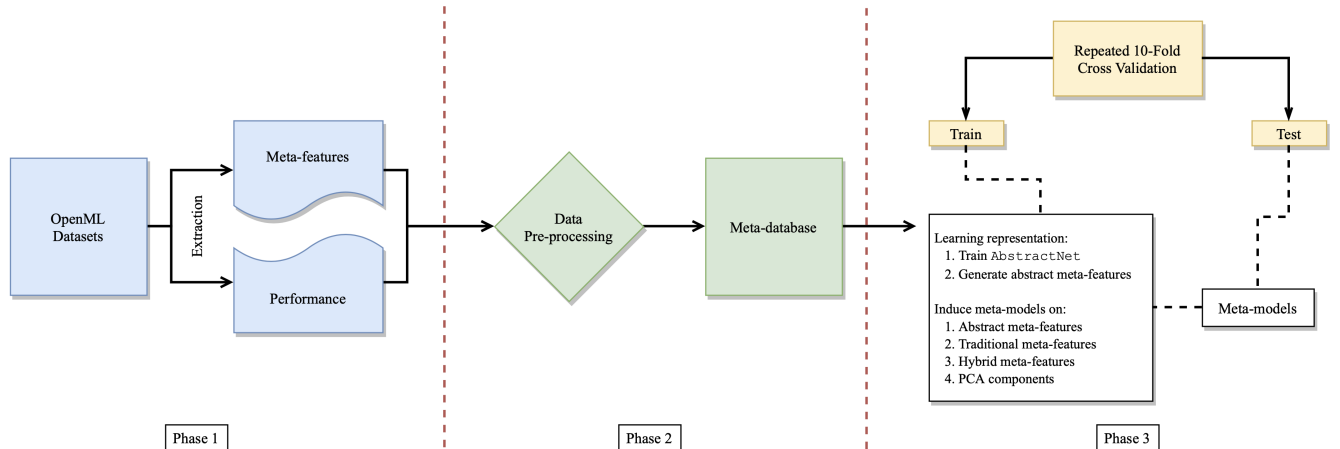 OpenML
Datasets
Extraction
Meta-features
Performance
Phase 1
Data
Pre-processing
Meta-database
Phase 2
Repeated 10-Fold
Cross Validation
Train
Test
Learning representation:
1. Train AbstractNet
2. Generate abstract meta-features
Induce meta-models on:
1. Abstract meta-features
2. Traditional meta-features
3. Hybrid meta-features
4. PCA components
Meta-models
Phase 3